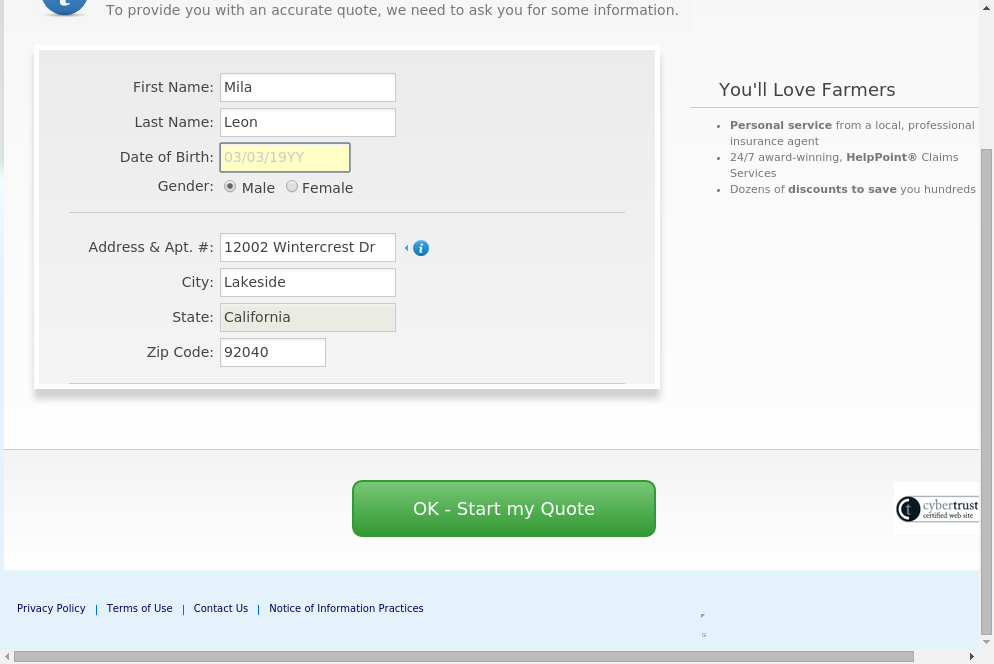 To provide you with an accurate quote, we need to ask you for some information.
First Name: Mila
Last Name: Leon
Date of Birth: 03/03/19YY
Gender: Male Female
Address & Apt. #: 12002 Wintercrest Dr
City: Lakeside
State: California
Zip Code: 92040
You'll Love Farmers
Personal service from a local, professional
insurance agent
24/7 award-winning, HelpPoint® Claims
Services
Dozens of discounts to save you hundreds
OK - Start my Quote
cybertrust
certified web site
Privacy Policy | Terms of Use | Contact Us | Notice of Information Practices